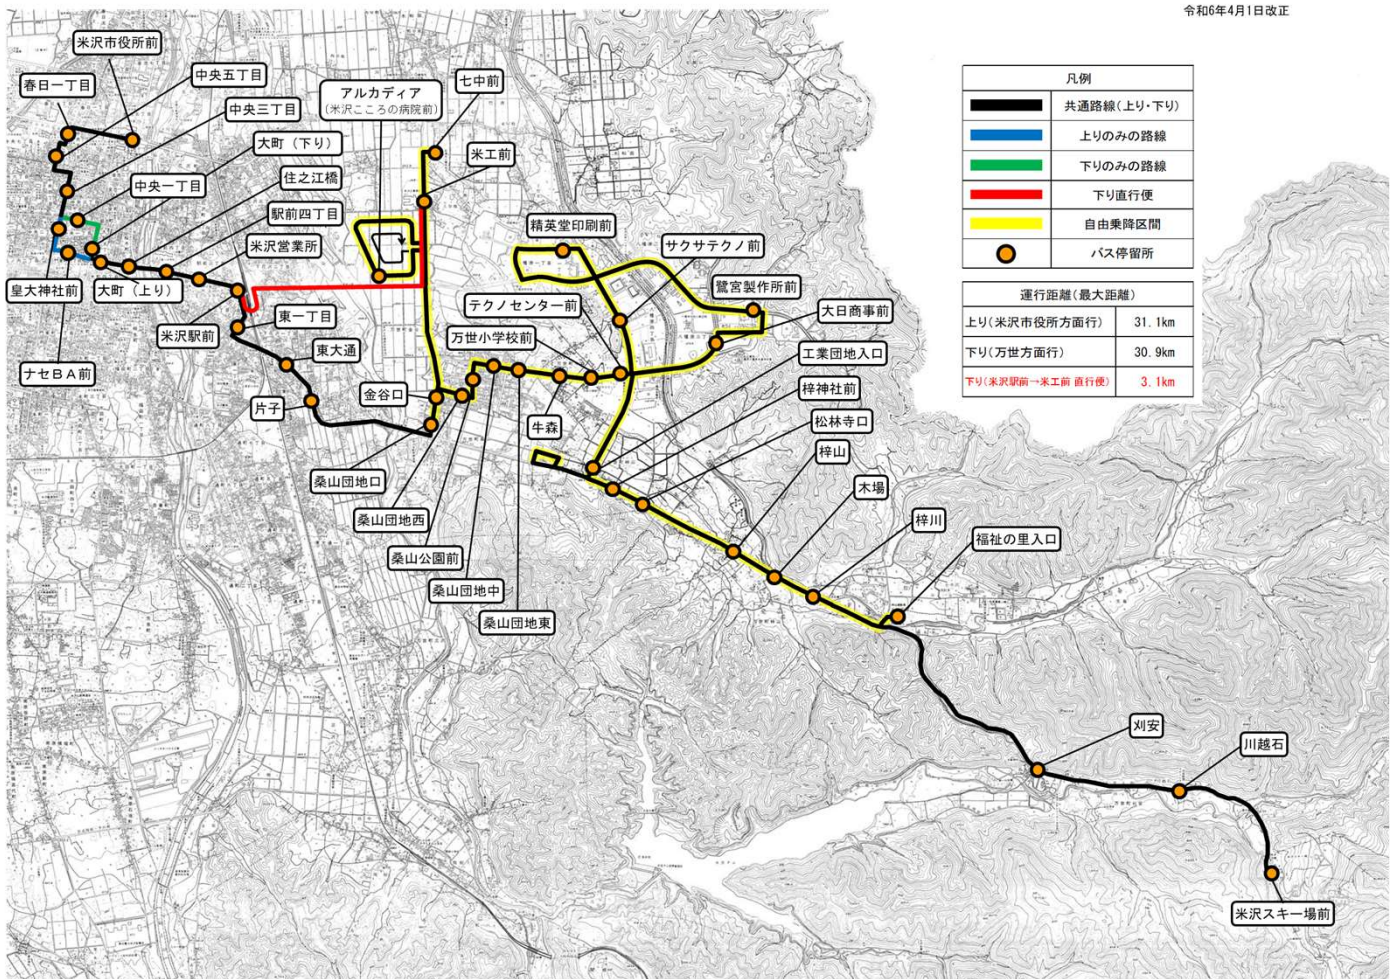 令和6年4月1日改正
米沢市役所前
春日一丁目
中央五丁目
中央三丁目
大町（下り）
中央一丁目
住之江橋
駅前四丁目
米沢営業所
アルカディア
（米沢こころの病院前）
七中前
米工前
精英堂印刷前
サクサテクノ前
鷺宮製作所前
テクノセンター前
大日商事前
万世小学校前
工業団地入口
梓神社前
松林寺口
梓山
木場
梓川
福祉の里入口
皇大神社前
大町（上り）
ナセＢＡ前
米沢駅前
東一丁目
東大通
片子
金谷口
牛森
桑山団地口
桑山団地西
桑山公園前
桑山団地中
桑山団地東
刈安
川越石
米沢スキー場前
凡例
共通路線（上り・下り）
上りのみの路線
下りのみの路線
下り直行便
自由乗降区間
バス停留所
運行距離（最大距離）
上り（米沢市役所方面行） 31.1km
下り（万世方面行） 30.9km
下り（米沢駅前→米工前 直行便） 3.1km